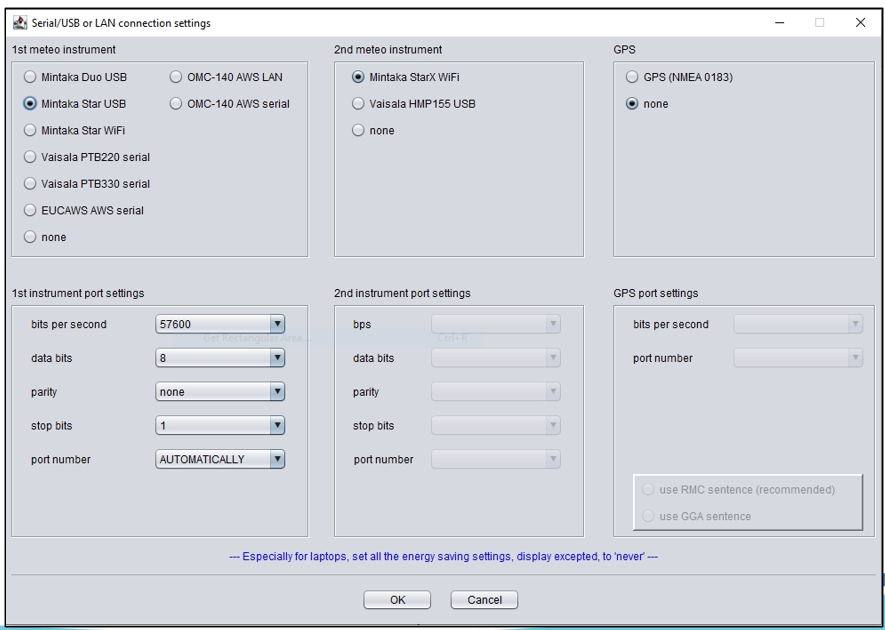 Serial/USB or LAN connection settings
1st meteo instrument
Mintaka Duo USB
OMC-140 AWS LAN
Mintaka Star USB
OMC-140 AWS serial
Mintaka Star WiFi
Vaisala PTB220 serial
Vaisala PTB330 serial
EUCAWS AWS serial
none
2nd meteo instrument
Mintaka StarX WiFi
Vaisala HMP155 USB
none
GPS
GPS (NMEA 0183)
none
1st instrument port settings
bits per second 57600
data bits 8
parity none
stop bits 1
port number AUTOMATICALLY
Get Rectangular Area... Ctrl+R
2nd instrument port settings
bps
data bits
parity
stop bits
port number
GPS port settings
bits per second
port number
use RMC sentence (recommended)
use GGA sentence
--- Especially for laptops, set all the energy saving settings, display excepted, to 'never' ---
OK Cancel